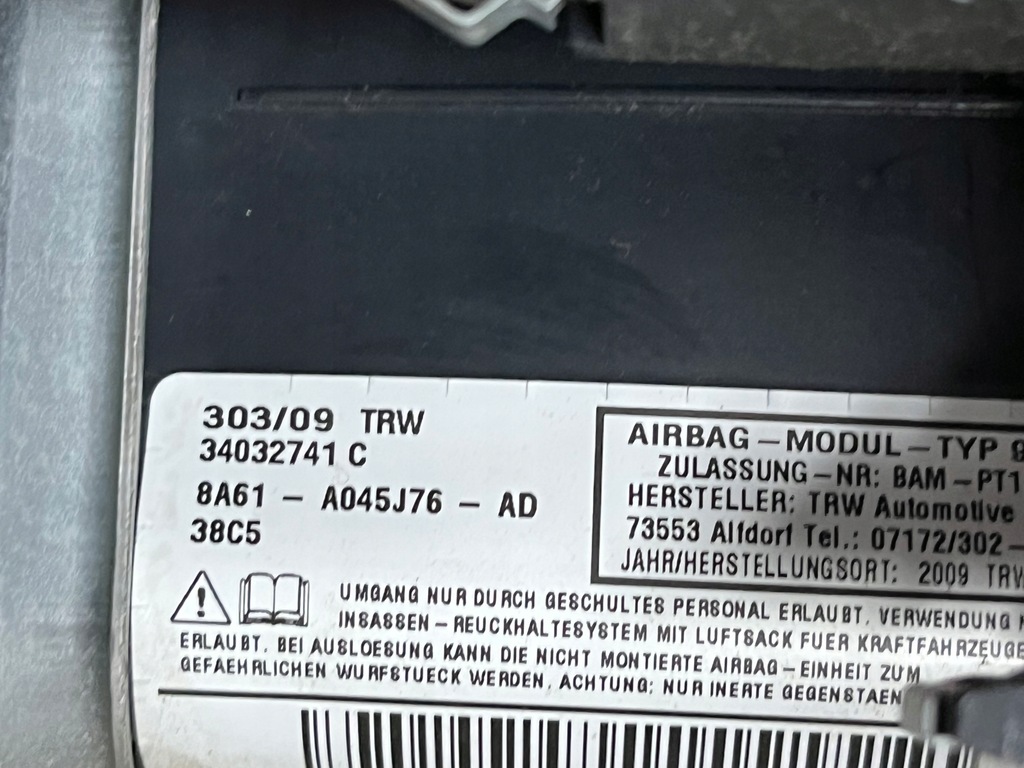 303/09 TRW
34032741 C
8A61 - A045J76 - AD
38C5
AIRBAG-MODUL-TYP
ZULASSUNG-NR: BAM-PT1
HERSTELLER: TRW Automotive
73553 Alfdorf Tel.: 07172/302-
JAHR/HERSTELLUNGSORT: 2009 TRW
UMGANG NUR DURCH GESCHULTES PERSONAL ERLAUBT. VERWENDUNG
INSASSEN-REUCKHALTESYSTEM MIT LUFTSACK FUER KRAFTFAHRZEUGE
ERLAUBT. BEI AUSLOESUNG KANN DIE NICHT MONTIERTE AIRBAG-EINHEIT ZUM
GEFAEHRLICHEN WURFSTUECK WERDEN. ACHTUNG: NUR INERTE GEGENSTAEN